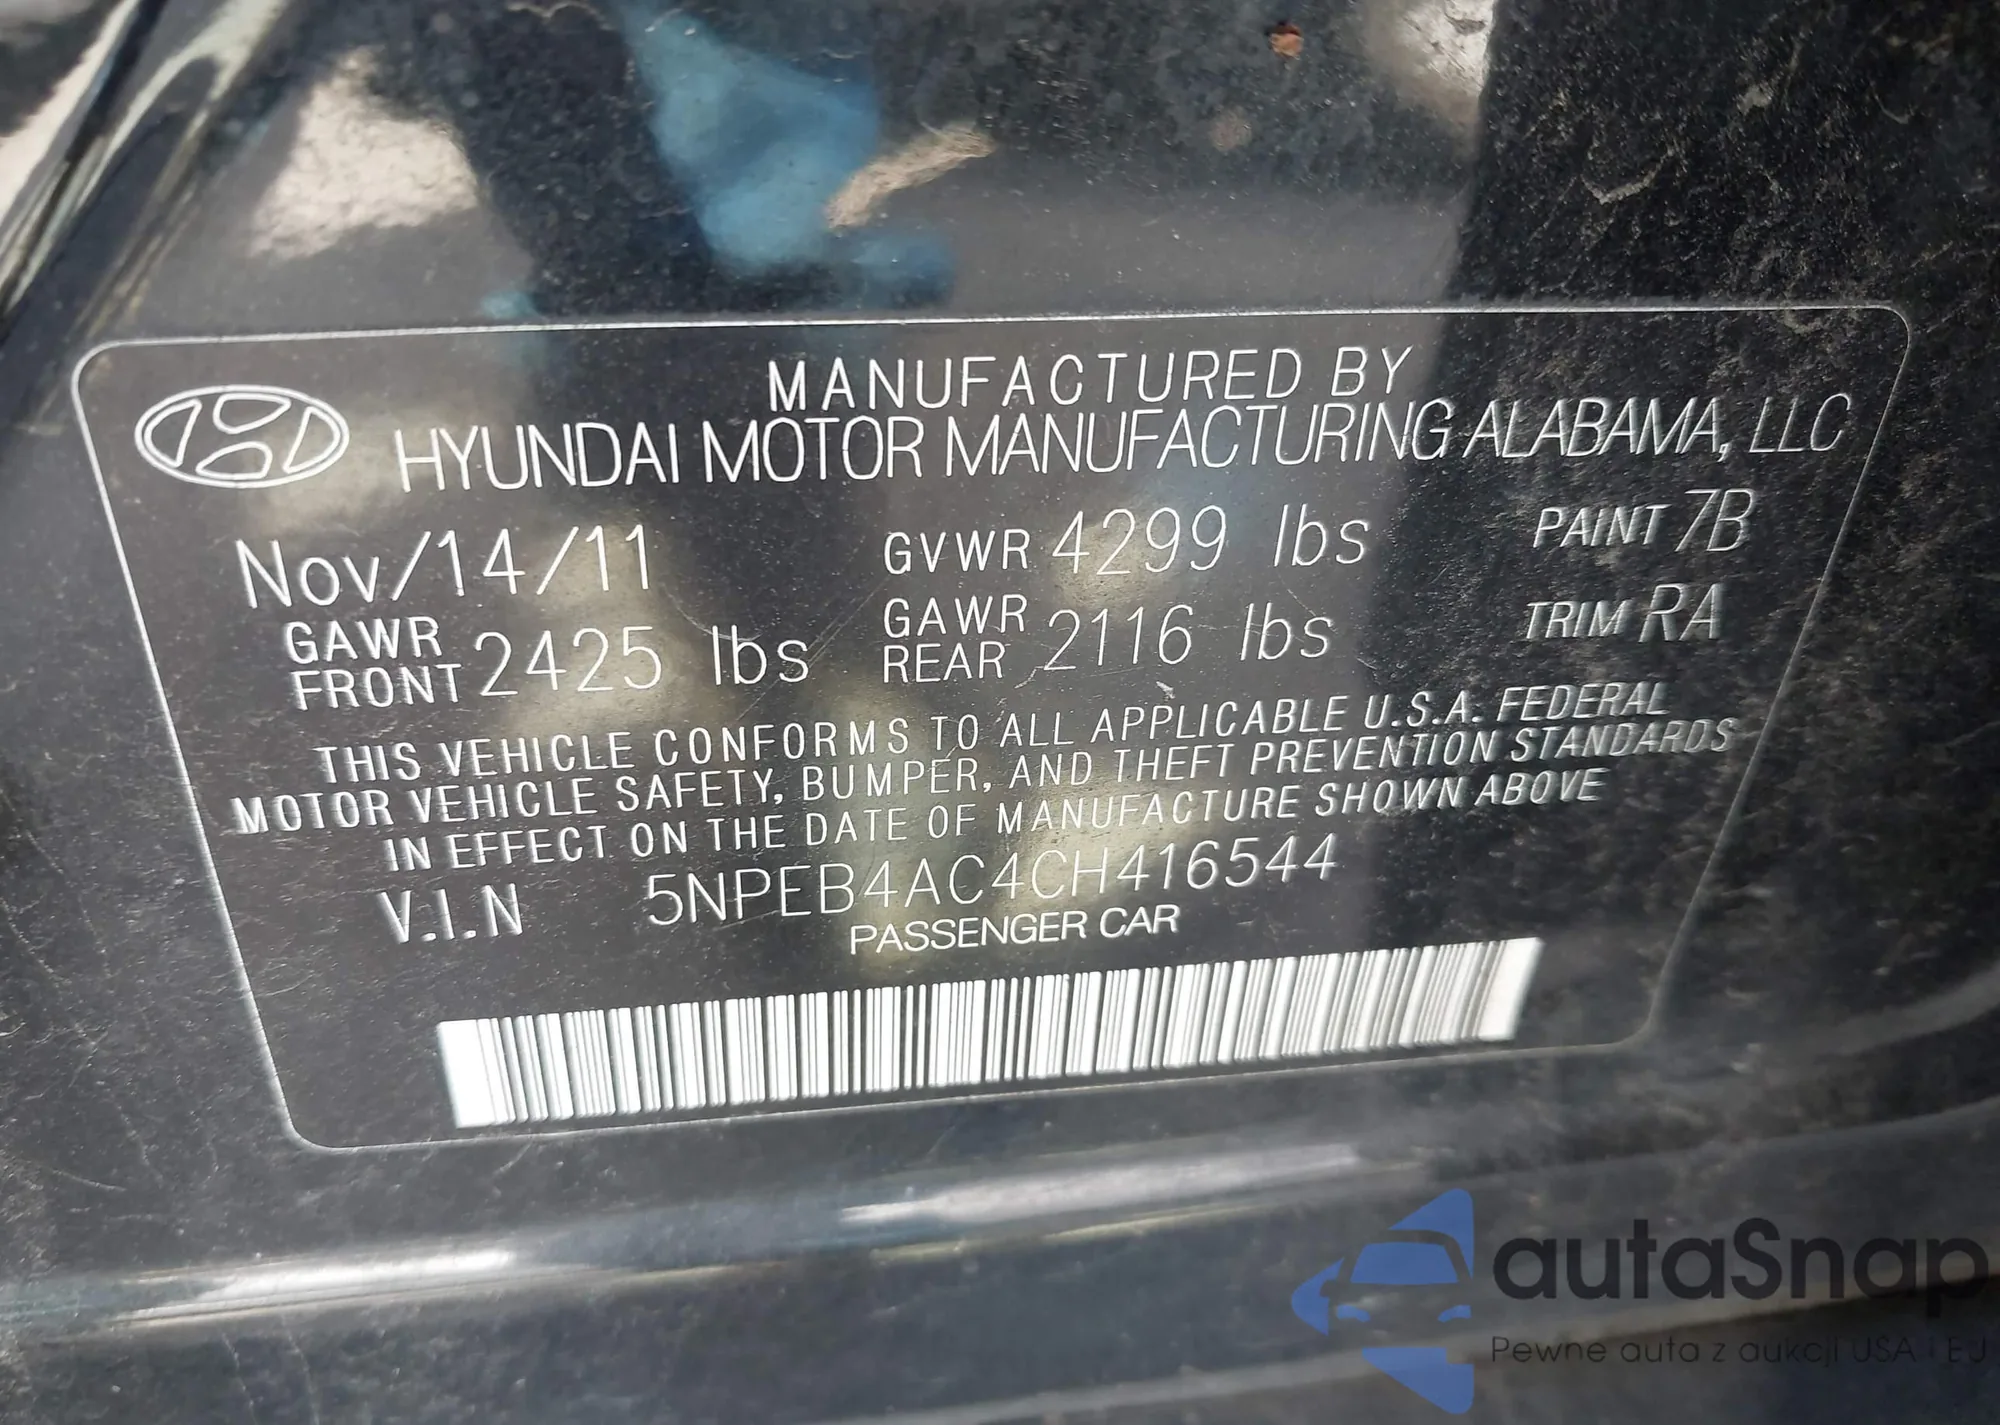 MANUFACTURED BY
HYUNDAI MOTOR MANUFACTURING ALABAMA, LLC
Nov/14/11 GVWR 4299 lbs PAINT 7B
GAWR FRONT 2425 lbs GAWR REAR 2116 lbs TRIM RA
THIS VEHICLE CONFORMS TO ALL APPLICABLE U.S.A. FEDERAL
MOTOR VEHICLE SAFETY, BUMPER, AND THEFT PREVENTION STANDARDS
IN EFFECT ON THE DATE OF MANUFACTURE SHOWN ABOVE
V.I.N 5NPEB4AC4CH416544
PASSENGER CAR
autaSnap
Pewne auta z aukcji USA i EU